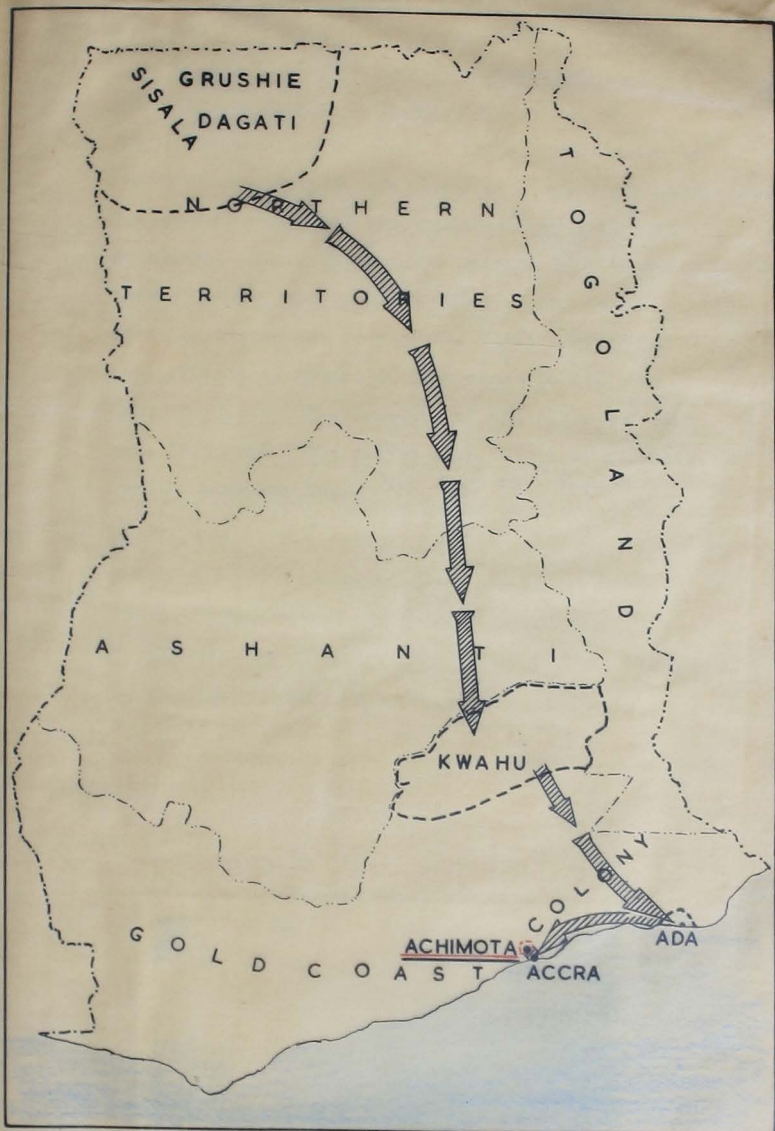 GRUSHIE
SISALA
DAGATI
NORTHERN
TERRITORIES
TOGOLAND
ASHANTI
KWAHU
GOLD COAST COLONY
ACHIMOTA
ADA
ACCRA